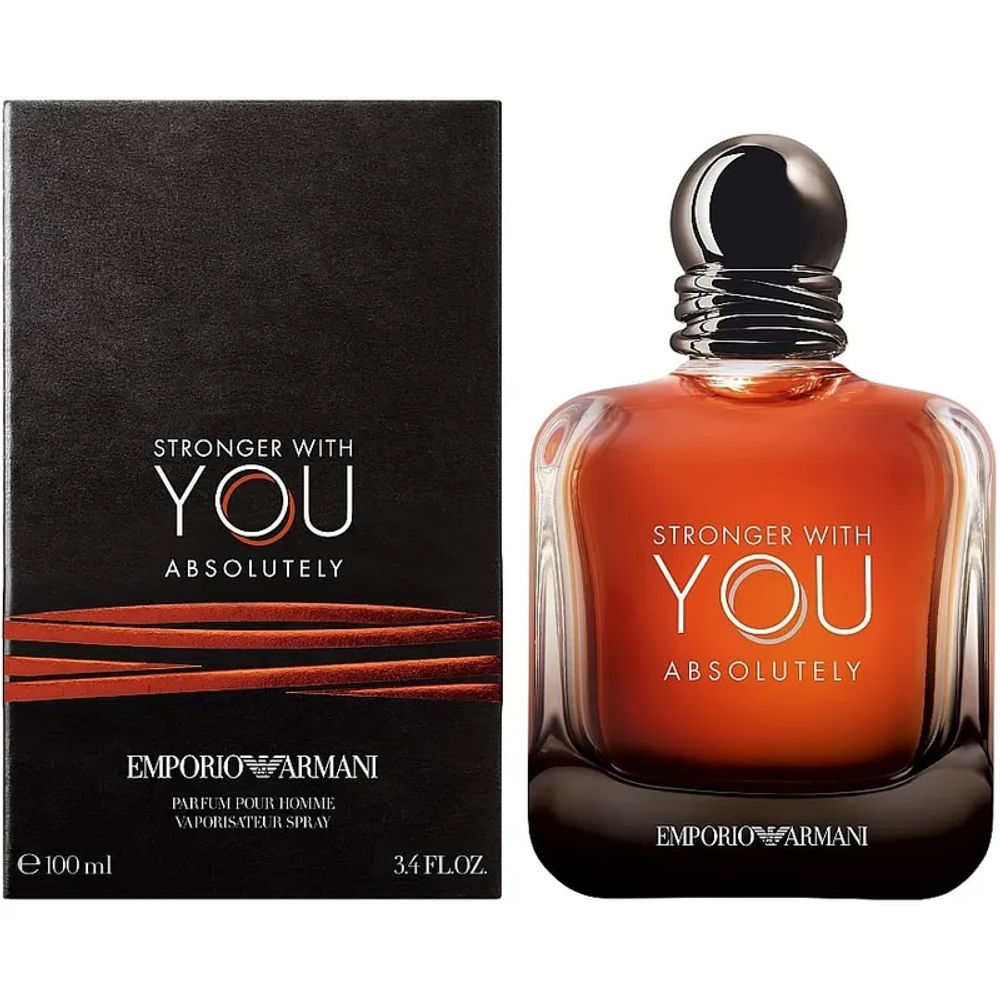 STRONGER WITH
YOU
ABSOLUTELY
EMPORIO ARMANI
PARFUM POUR HOMME
VAPORISATEUR SPRAY
e 100 ml 3.4 FL.OZ.
STRONGER WITH
YOU
ABSOLUTELY
EMPORIO ARMANI